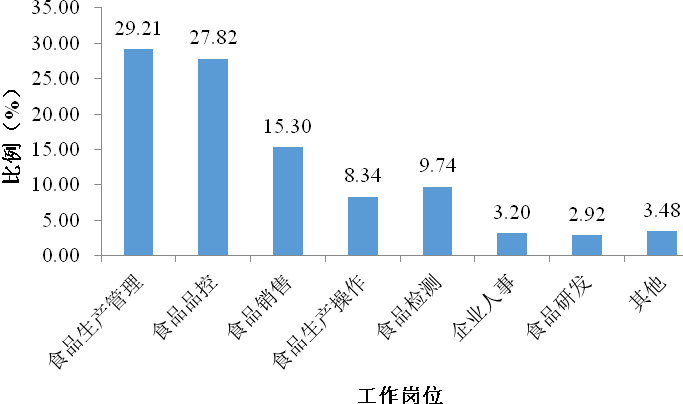 35.00
30.00
25.00
20.00
15.00
10.00
5.00
0.00
比例（%）
29.21
27.82
15.30
8.34
9.74
3.20
2.92
3.48
食品生产管理
食品品控
食品销售
食品生产操作
食品检测
企业人事
食品研发
其他
工作岗位